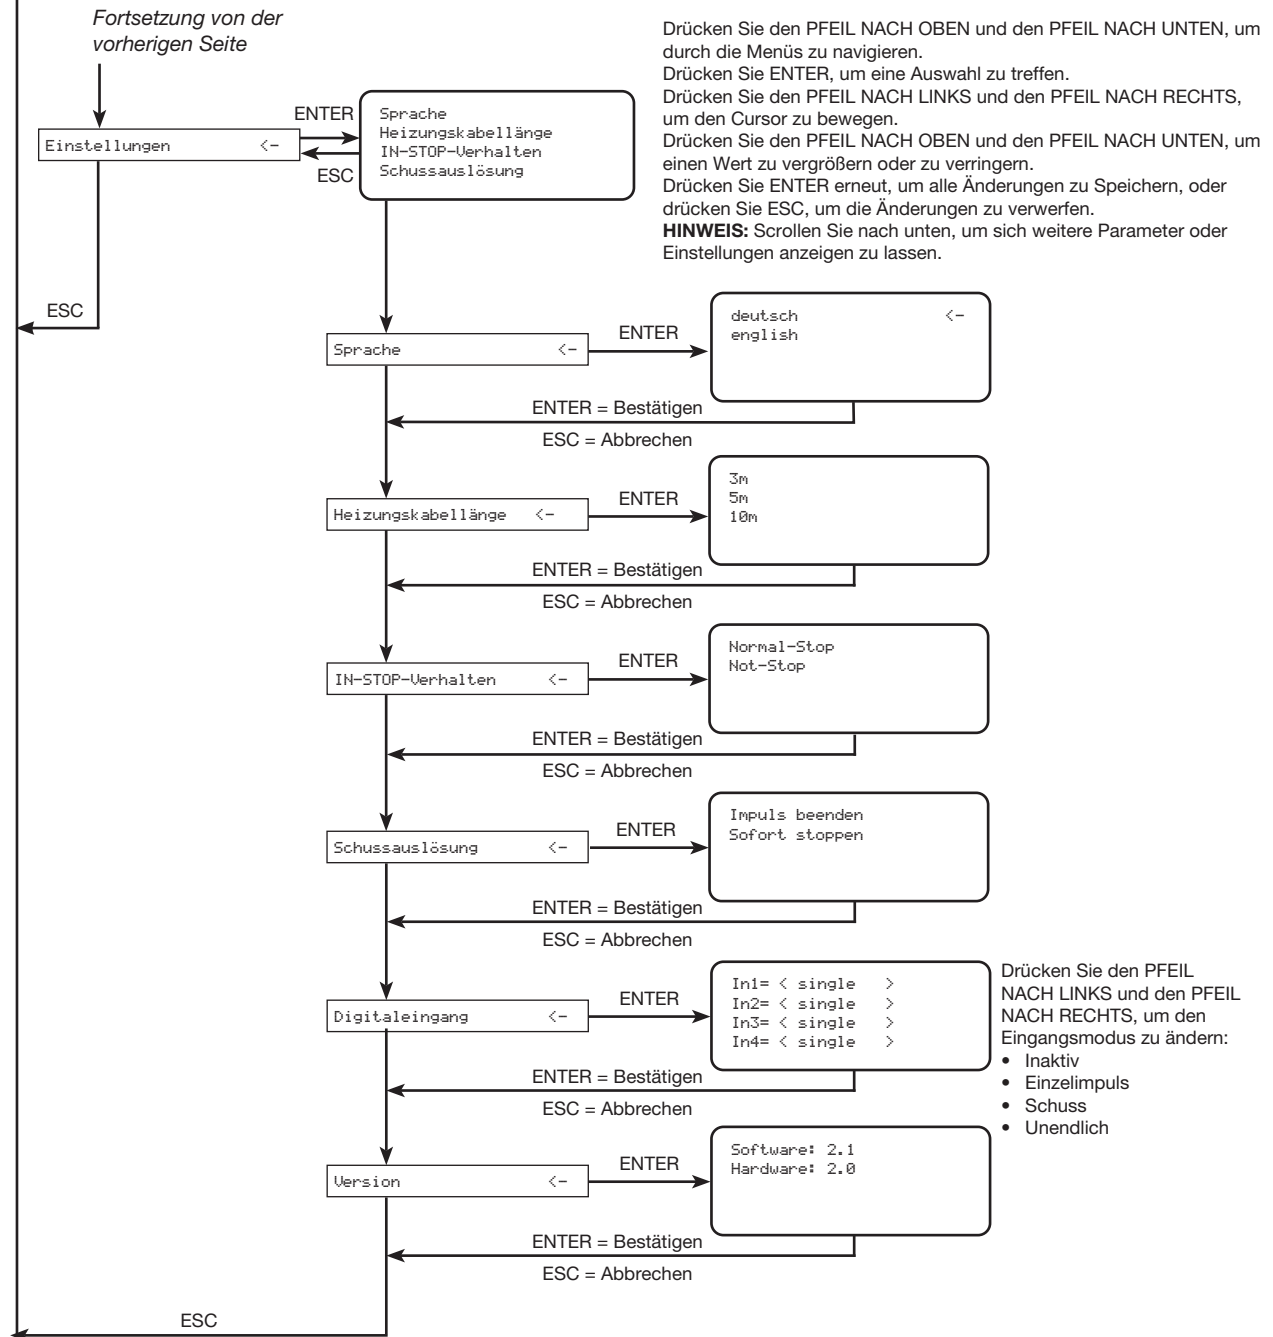 Fortsetzung von der
vorherigen Seite
Drücken Sie den PFEIL NACH OBEN und den PFEIL NACH UNTEN, um
durch die Menüs zu navigieren.
Drücken Sie ENTER, um eine Auswahl zu treffen.
Drücken Sie den PFEIL NACH LINKS und den PFEIL NACH RECHTS,
um den Cursor zu bewegen.
Drücken Sie den PFEIL NACH OBEN und den PFEIL NACH UNTEN, um
einen Wert zu vergrößern oder zu verringern.
Drücken Sie ENTER erneut, um alle Änderungen zu Speichern, oder
drücken Sie ESC, um die Änderungen zu verwerfen.
HINWEIS: Scrollen Sie nach unten, um sich weitere Parameter oder
Einstellungen anzeigen zu lassen.
Einstellungen <-
ENTER
ESC
Sprache
Heizungskabellänge
IN-STOP-Verhalten
Schussauslösung
ESC
Sprache <-
ENTER
deutsch <-
english
ENTER = Bestätigen
ESC = Abbrechen
Heizungskabellänge <-
ENTER
3m
5m
10m
ENTER = Bestätigen
ESC = Abbrechen
IN-STOP-Verhalten <-
ENTER
Normal-Stop
Not-Stop
ENTER = Bestätigen
ESC = Abbrechen
Schussauslösung <-
ENTER
Impuls beenden
Sofort stoppen
ENTER = Bestätigen
ESC = Abbrechen
Digitaleingang <-
ENTER
In1= < single >
In2= < single >
In3= < single >
In4= < single >
Drücken Sie den PFEIL
NACH LINKS und den PFEIL
NACH RECHTS, um den
Eingangsmodus zu ändern:
• Inaktiv
• Einzelimpuls
• Schuss
• Unendlich
ENTER = Bestätigen
ESC = Abbrechen
Version <-
ENTER
Software: 2.1
Hardware: 2.0
ENTER = Bestätigen
ESC = Abbrechen
ESC